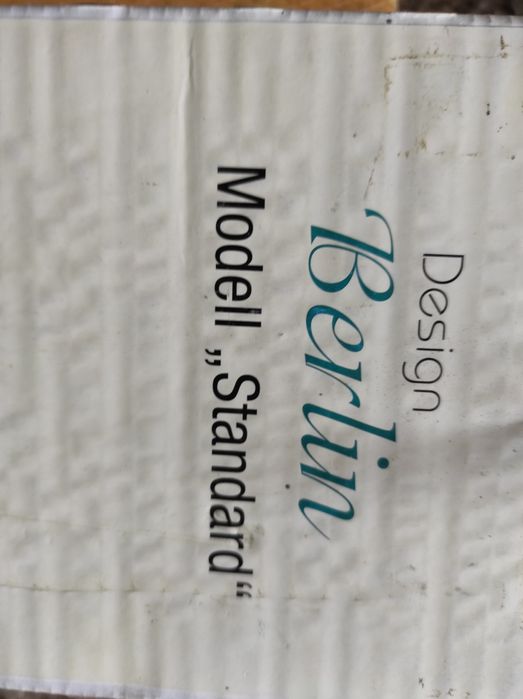 Design
Berlin
Modell „Standard“